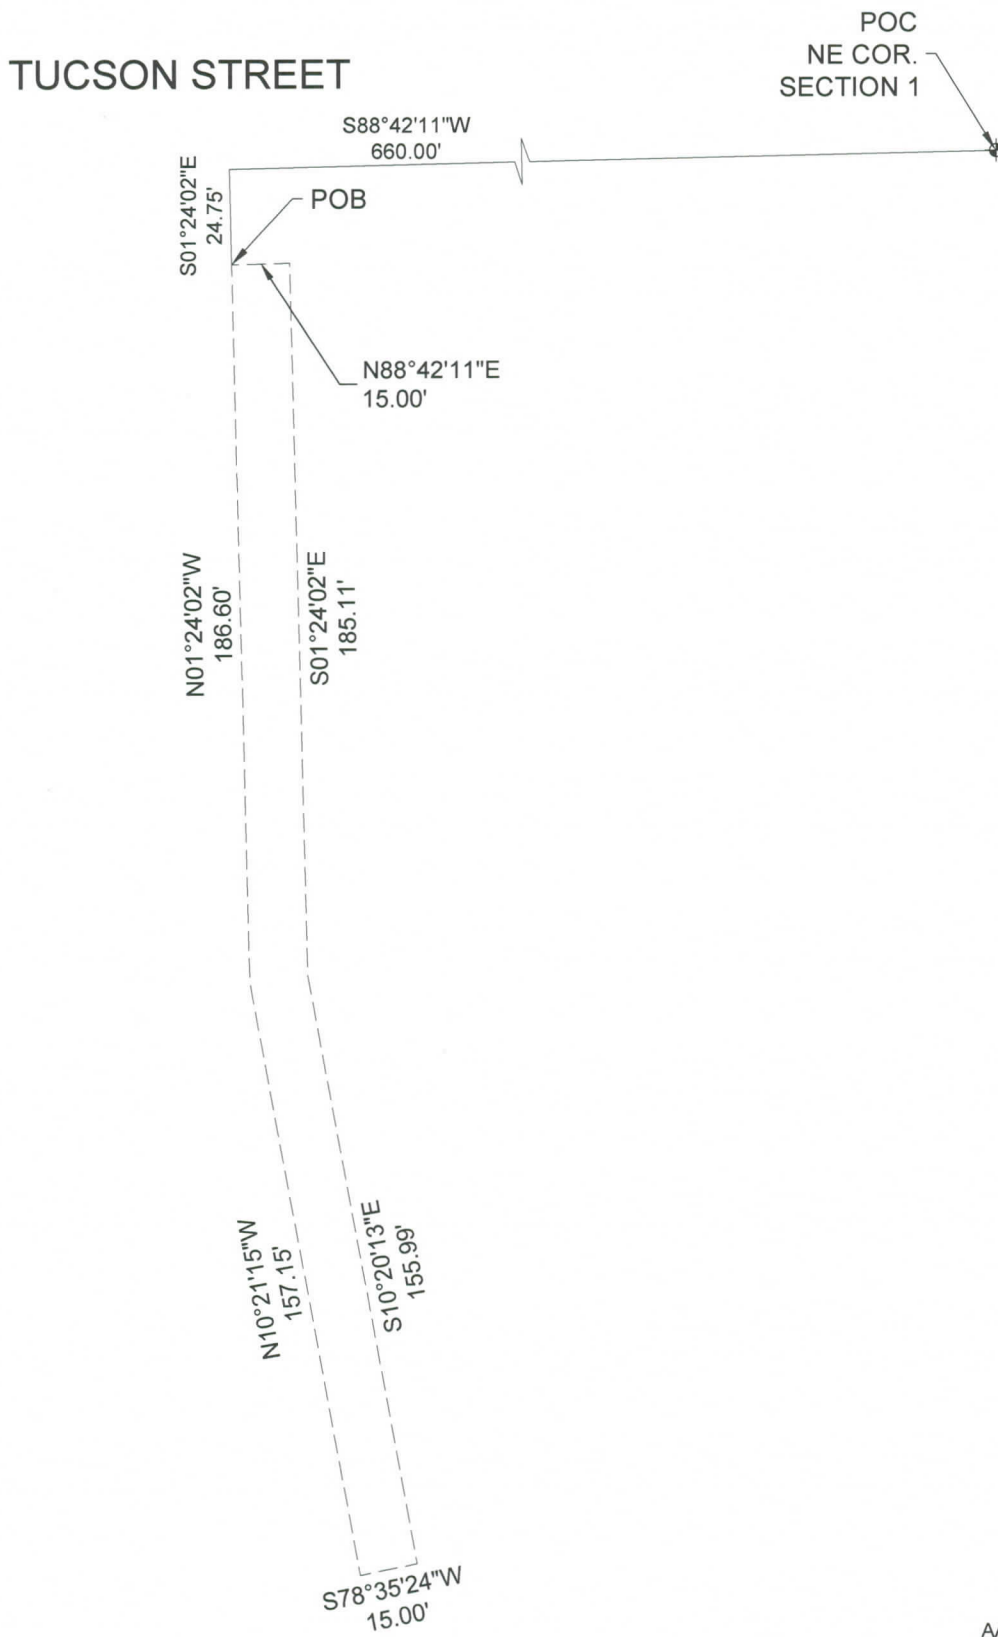 POC
NE COR.
SECTION 1
TUCSON STREET
S88°42'11"W
660.00'
S01°24'02"E
24.75'
POB
N88°42'11"E
15.00'
N01°24'02"W
186.60'
S01°24'02"E
185.11'
N10°21'15"W
157.15'
S10°20'13"E
155.99'
S78°35'24"W
15.00'